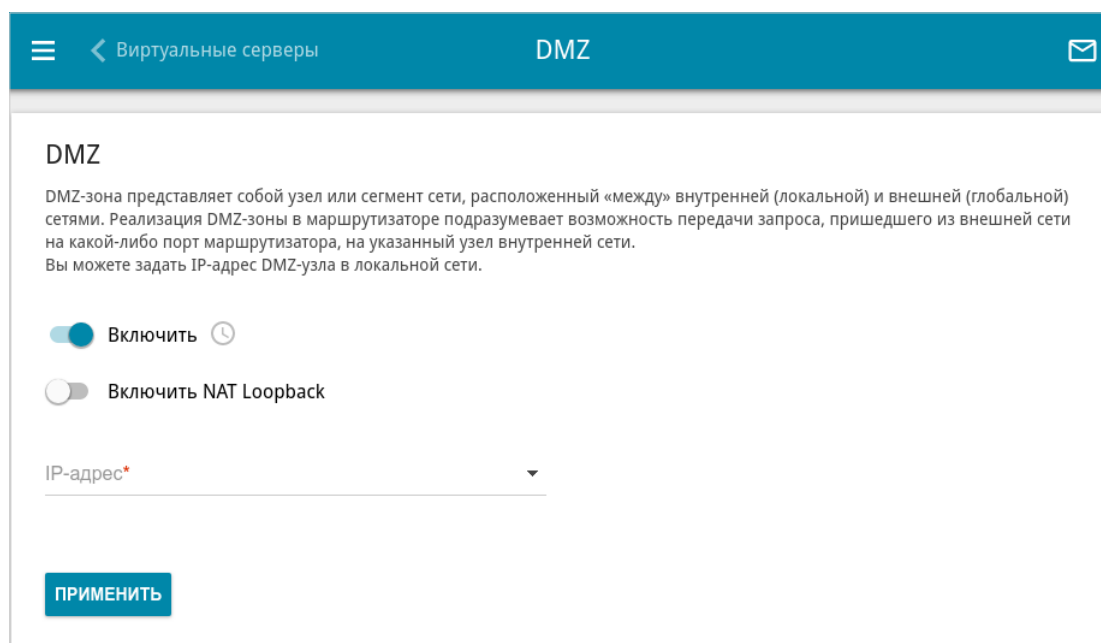 Виртуальные серверы
DMZ
DMZ
DMZ-зона представляет собой узел или сегмент сети, расположенный «между» внутренней (локальной) и внешней (глобальной)
сетями. Реализация DMZ-зоны в маршрутизаторе подразумевает возможность передачи запроса, пришедшего из внешней сети
на какой-либо порт маршрутизатора, на указанный узел внутренней сети.
Вы можете задать IP-адрес DMZ-узла в локальной сети.
Включить
Включить NAT Loopback
IP-адрес*
ПРИМЕНИТЬ